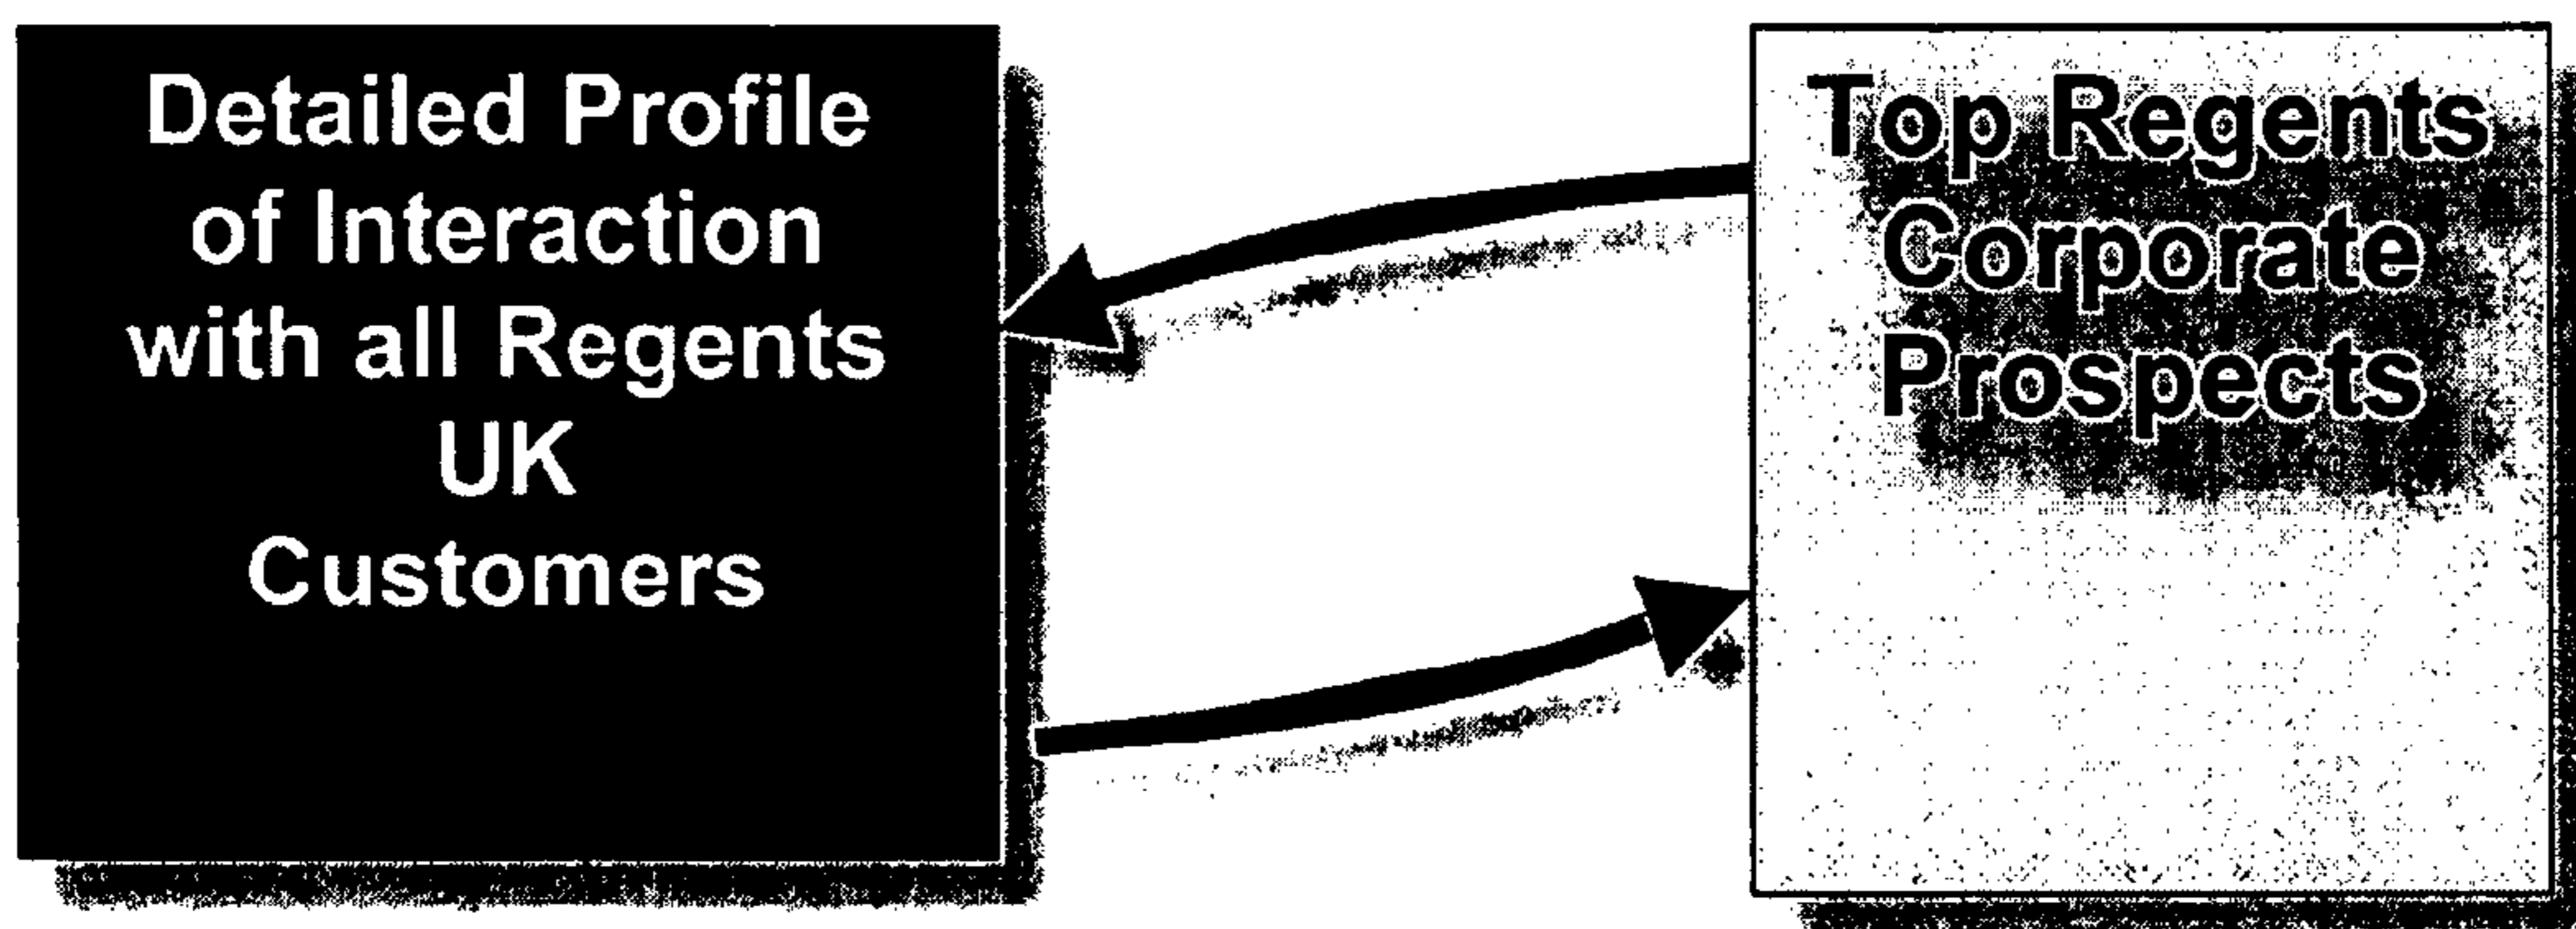 Detailed Profile
of Interaction
with all Regents
UK
Customers
Top Regents
Corporate
Prospects